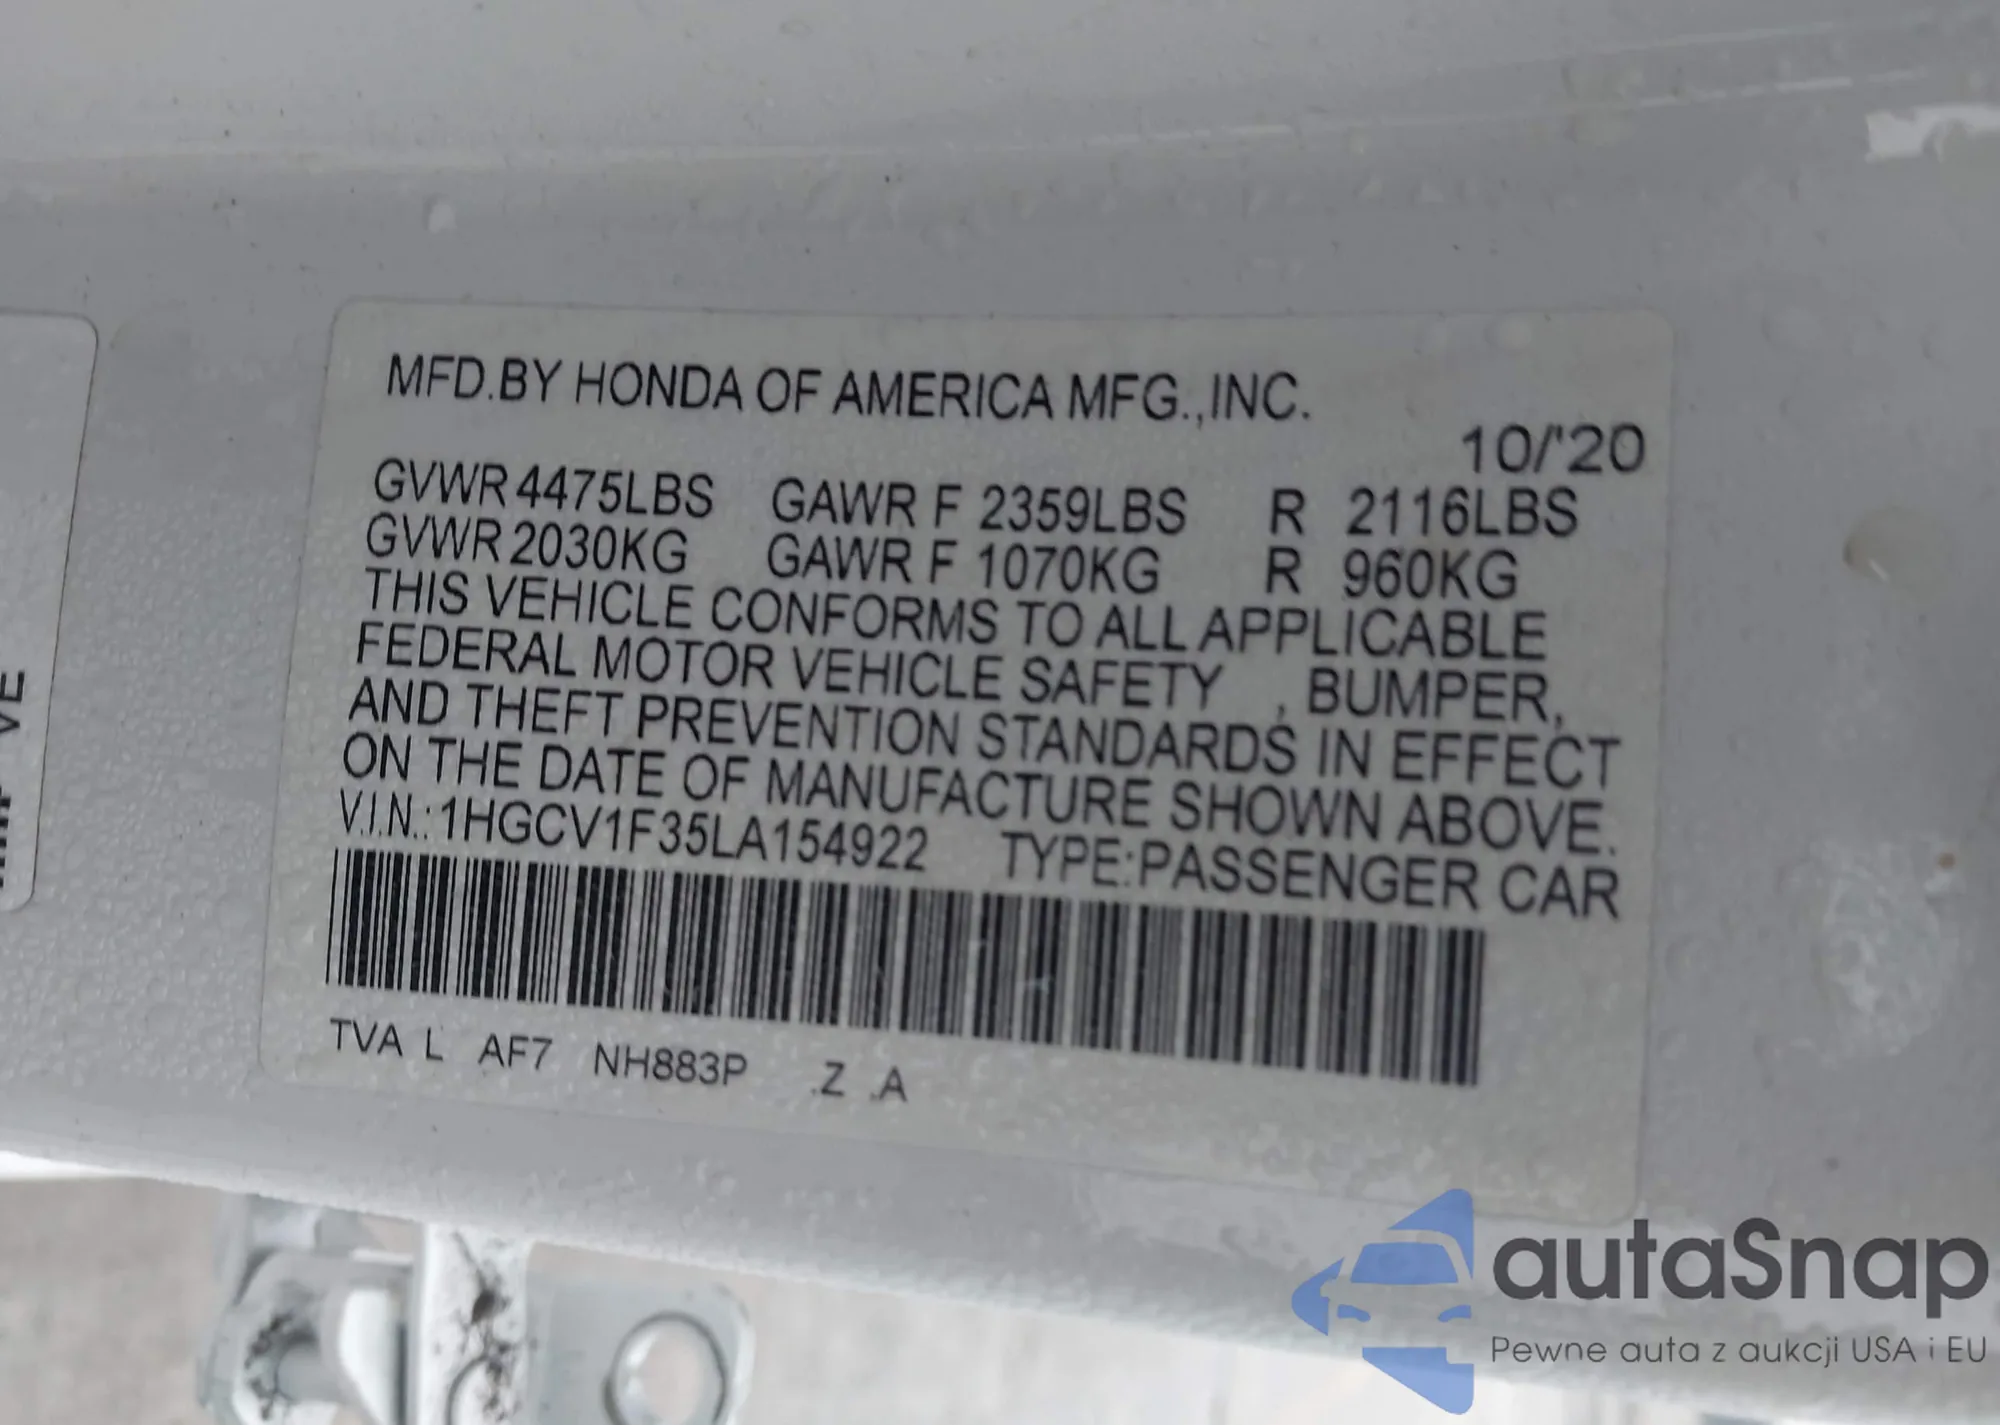 MFD.BY HONDA OF AMERICA MFG.,INC.
10/'20
GVWR 4475LBS GAWR F 2359LBS R 2116LBS
GVWR 2030KG GAWR F 1070KG R 960KG
THIS VEHICLE CONFORMS TO ALL APPLICABLE
FEDERAL MOTOR VEHICLE SAFETY , BUMPER,
AND THEFT PREVENTION STANDARDS IN EFFECT
ON THE DATE OF MANUFACTURE SHOWN ABOVE.
V.I.N.:1HGCV1F35LA154922 TYPE:PASSENGER CAR
TVA L AF7 NH883P .Z .A
VE
autaSnap
Pewne auta z aukcji USA i EU